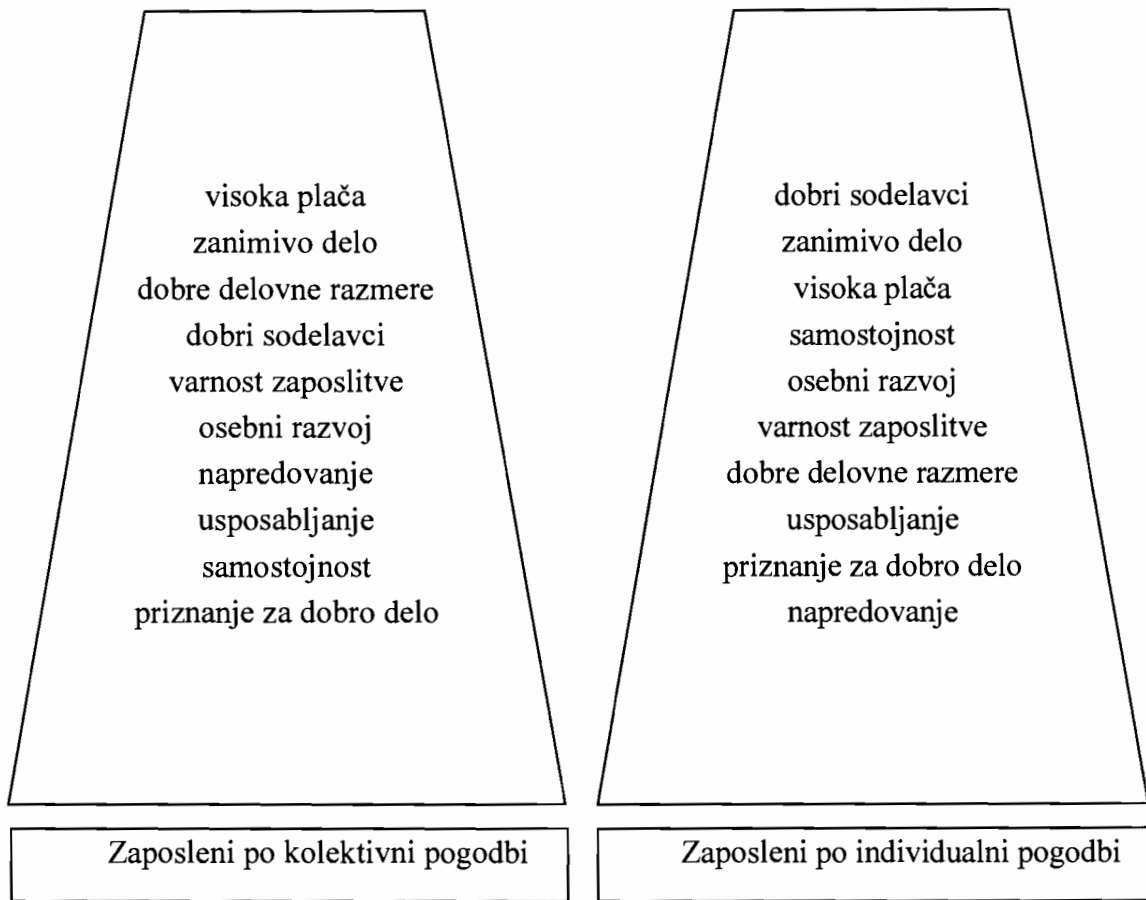 visoka plača
zanimivo delo
dobre delovne razmere
dobri sodelavci
varnost zaposlitve
osebni razvoj
napredovanje
usposabljanje
samostojnost
priznanje za dobro delo
Zaposleni po kolektivni pogodbi
dobri sodelavci
zanimivo delo
visoka plača
samostojnost
osebni razvoj
varnost zaposlitve
dobre delovne razmere
usposabljanje
priznanje za dobro delo
napredovanje
Zaposleni po individualni pogodbi